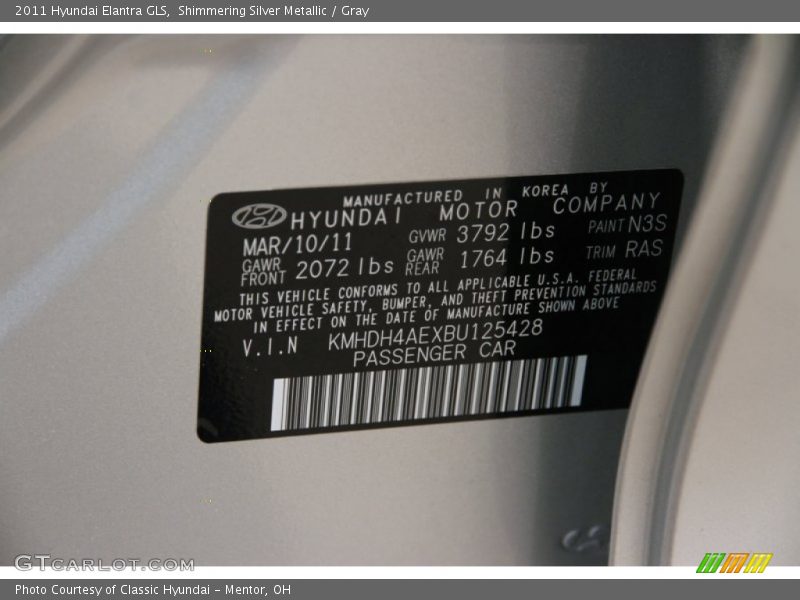 2011 Hyundai Elantra GLS, Shimmering Silver Metallic / Gray
MANUFACTURED IN KOREA BY
HYUNDAI MOTOR COMPANY
MAR/10/11 GVWR 3792 lbs PAINT N3S
GAWR FRONT 2072 lbs GAWR REAR 1764 lbs TRIM RAS
THIS VEHICLE CONFORMS TO ALL APPLICABLE U.S.A. FEDERAL
MOTOR VEHICLE SAFETY, BUMPER, AND THEFT PREVENTION STANDARDS
IN EFFECT ON THE DATE OF MANUFACTURE SHOWN ABOVE
V.I.N KMHDH4AEXBU125428
PASSENGER CAR
GTCARLOT.COM
Photo Courtesy of Classic Hyundai - Mentor, OH